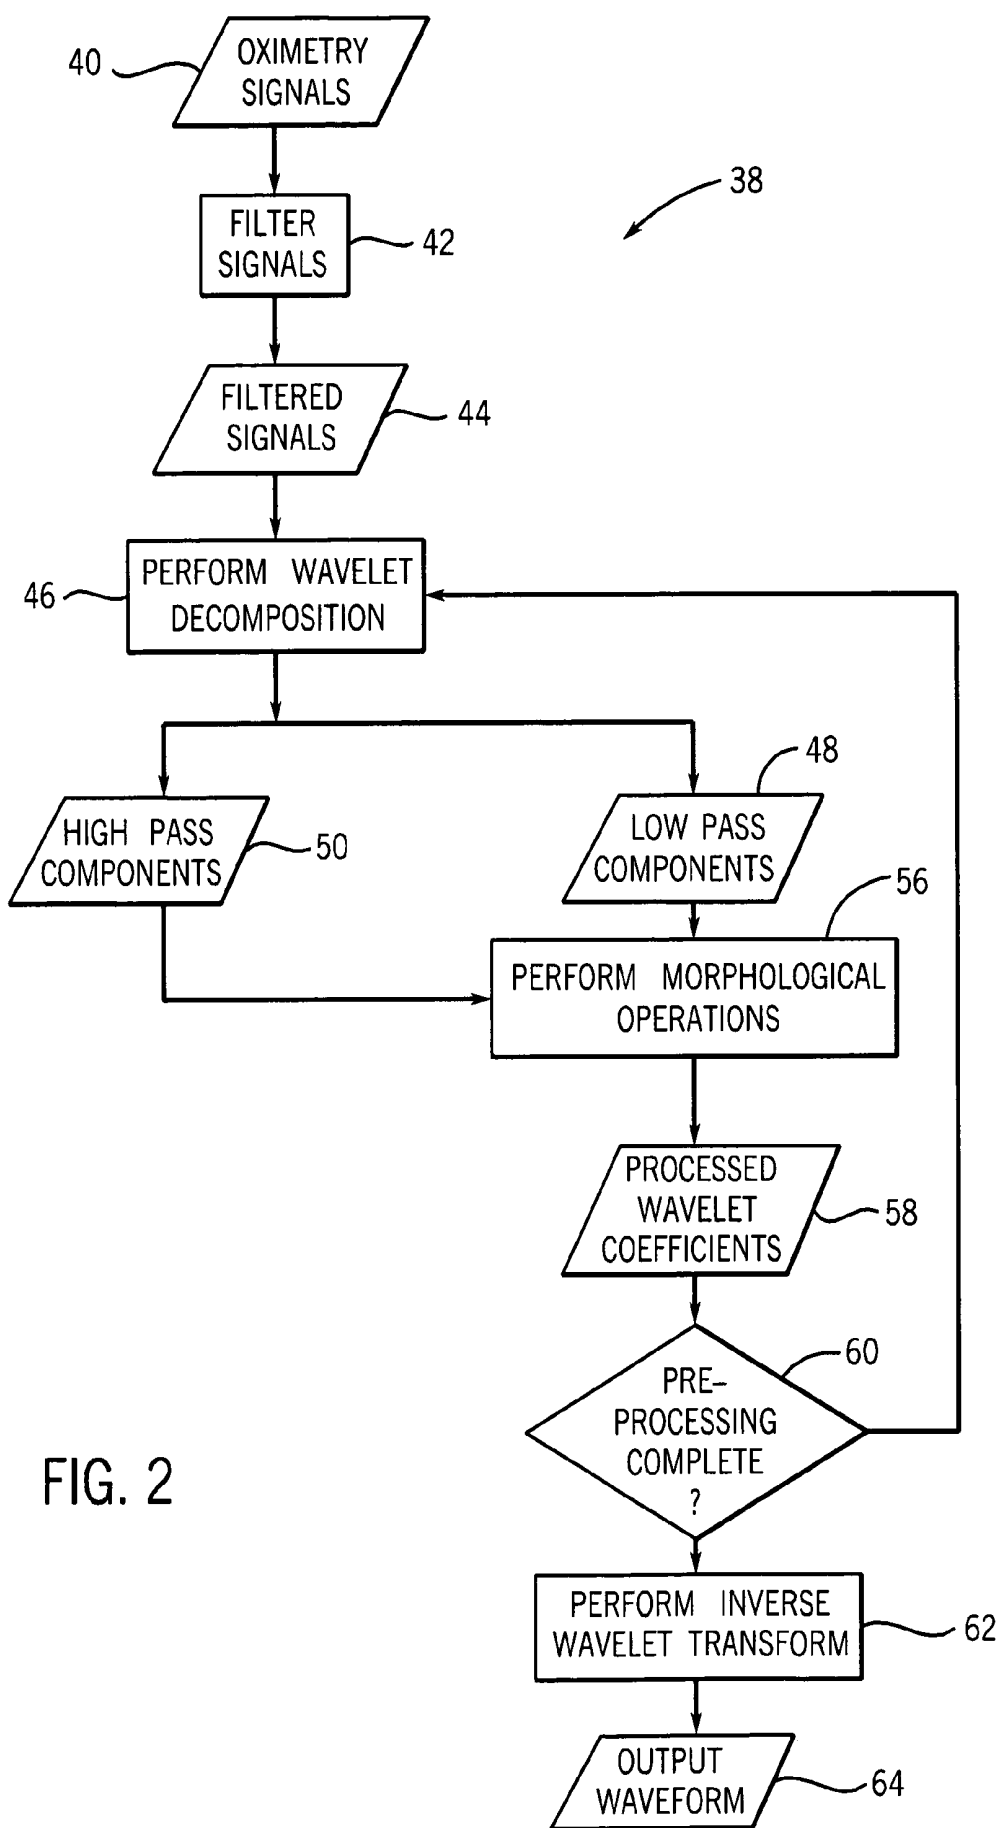 OXIMETRY
SIGNALS
40
38
FILTER
SIGNALS
42
FILTERED
SIGNALS
44
PERFORM WAVELET
DECOMPOSITION
46
48
HIGH PASS
COMPONENTS
50
LOW PASS
COMPONENTS
56
PERFORM MORPHOLOGICAL
OPERATIONS
PROCESSED
WAVELET
COEFFICIENTS
58
60
PRE-
PROCESSING
COMPLETE
?
FIG. 2
PERFORM INVERSE
WAVELET TRANSFORM
62
OUTPUT
WAVEFORM
64